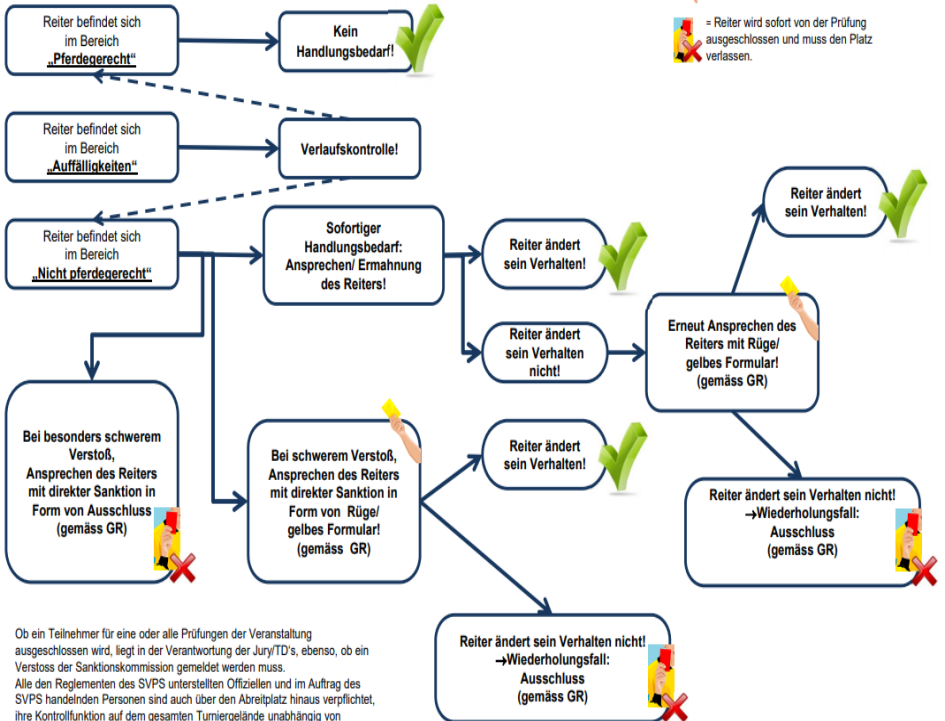 Reiter befindet sich
im Bereich
„Pferdegerecht“
Kein
Handlungsbedarf!
= Reiter wird sofort von der Prüfung
ausgeschlossen und muss den Platz
verlassen.
Reiter befindet sich
im Bereich
„Auffälligkeiten“
Verlaufskontrolle!
Reiter ändert
sein Verhalten!
Reiter befindet sich
im Bereich
„Nicht pferdegerecht“
Sofortiger
Handlungsbedarf:
Ansprechen/ Ermahnung
des Reiters!
Reiter ändert
sein Verhalten!
Reiter ändert
sein Verhalten
nicht!
Erneut Ansprechen des
Reiters mit Rüge/
gelbes Formular!
(gemäss GR)
Bei besonders schwerem
Verstoß,
Ansprechen des Reiters
mit direkter Sanktion in
Form von Ausschluss
(gemäss GR)
Bei schwerem Verstoß,
Ansprechen des Reiters
mit direkter Sanktion in
Form von Rüge/
gelbes Formular!
(gemäss GR)
Reiter ändert
sein Verhalten!
Reiter ändert sein Verhalten nicht!
→Wiederholungsfall:
Ausschluss
(gemäss GR)
Reiter ändert sein Verhalten nicht!
→Wiederholungsfall:
Ausschluss
(gemäss GR)
Ob ein Teilnehmer für eine oder alle Prüfungen der Veranstaltung
ausgeschlossen wird, liegt in der Verantwortung der Jury/TD's, ebenso, ob ein
Verstoss der Sanktionskommission gemeldet werden muss.
Alle den Reglementen des SVPS unterstellten Offiziellen und im Auftrag des
SVPS handelnden Personen sind auch über den Abreitplatz hinaus verpflichtet,
ihre Kontrollfunktion auf dem gesamten Turniergelände unabhängig von